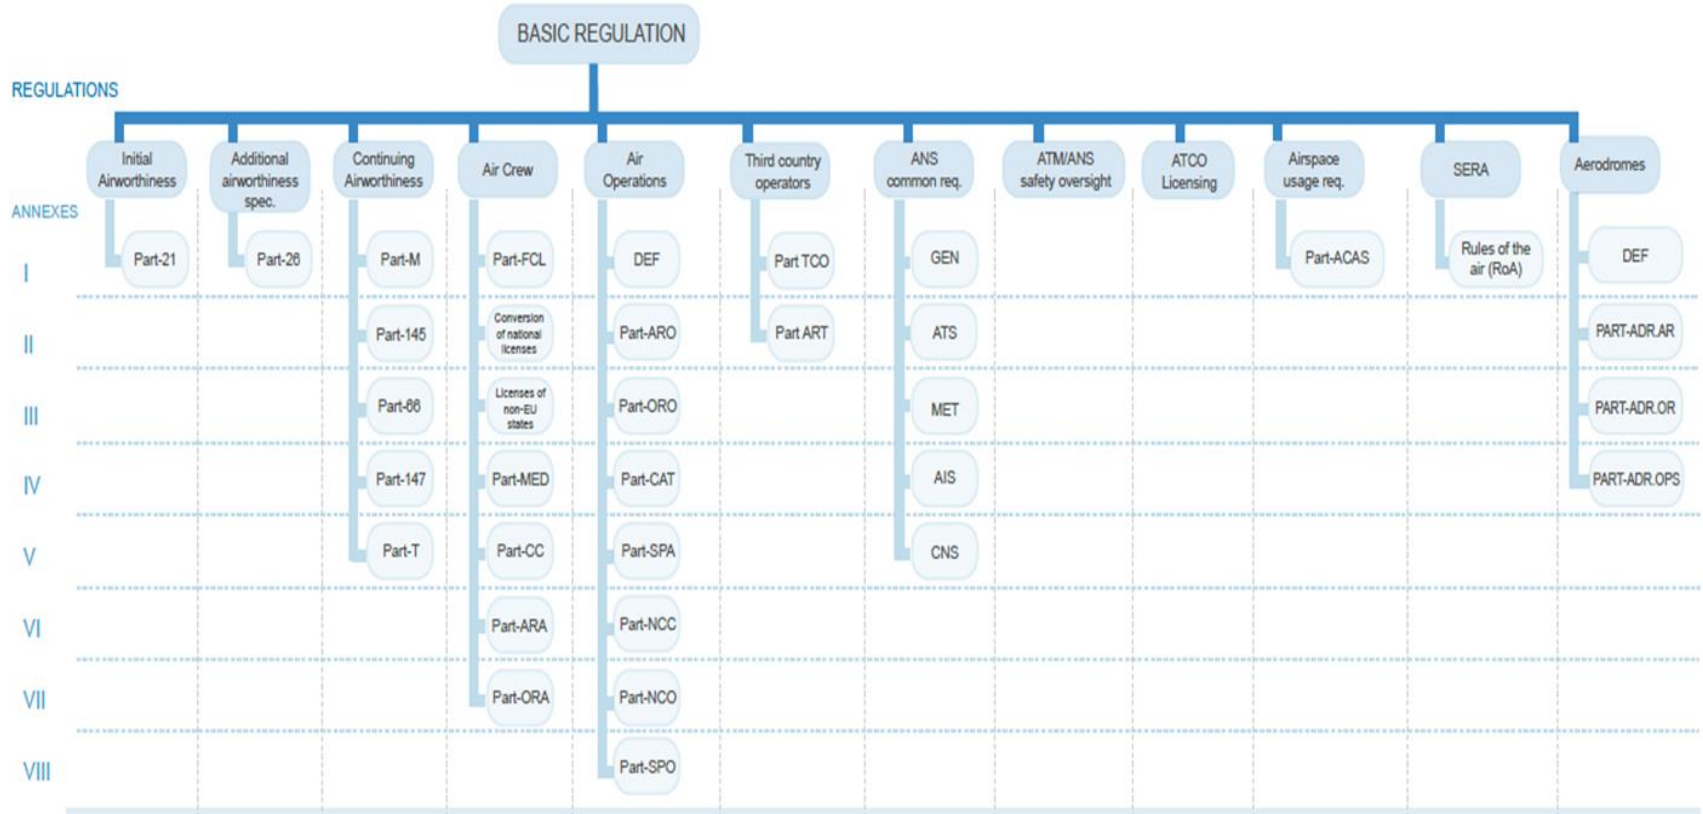 BASIC REGULATION
REGULATIONS
Initial
Airworthiness
Additional
airworthiness
spec.
Continuing
Airworthiness
Air Crew
Air
Operations
Third country
operators
ANS
common req.
ATM/ANS
safety oversight
ATCO
Licensing
Airspace
usage req.
SERA
Aerodromes
ANNEXES
I
Part-21
Part-26
Part-M
Part-FCL
DEF
Part TCO
GEN
Part-ACAS
Rules of the
air (RoA)
DEF
II
Part-145
Conversion
of national
licenses
Part-ARO
Part ART
ATS
PART-ADR.AR
III
Part-66
Licenses of
non-EU
states
Part-ORO
MET
PART-ADR.OR
IV
Part-147
Part-MED
Part-CAT
AIS
PART-ADR.OPS
V
Part-T
Part-CC
Part-SPA
CNS
VI
Part-ARA
Part-NCC
VII
Part-ORA
Part-NCO
VIII
Part-SPO